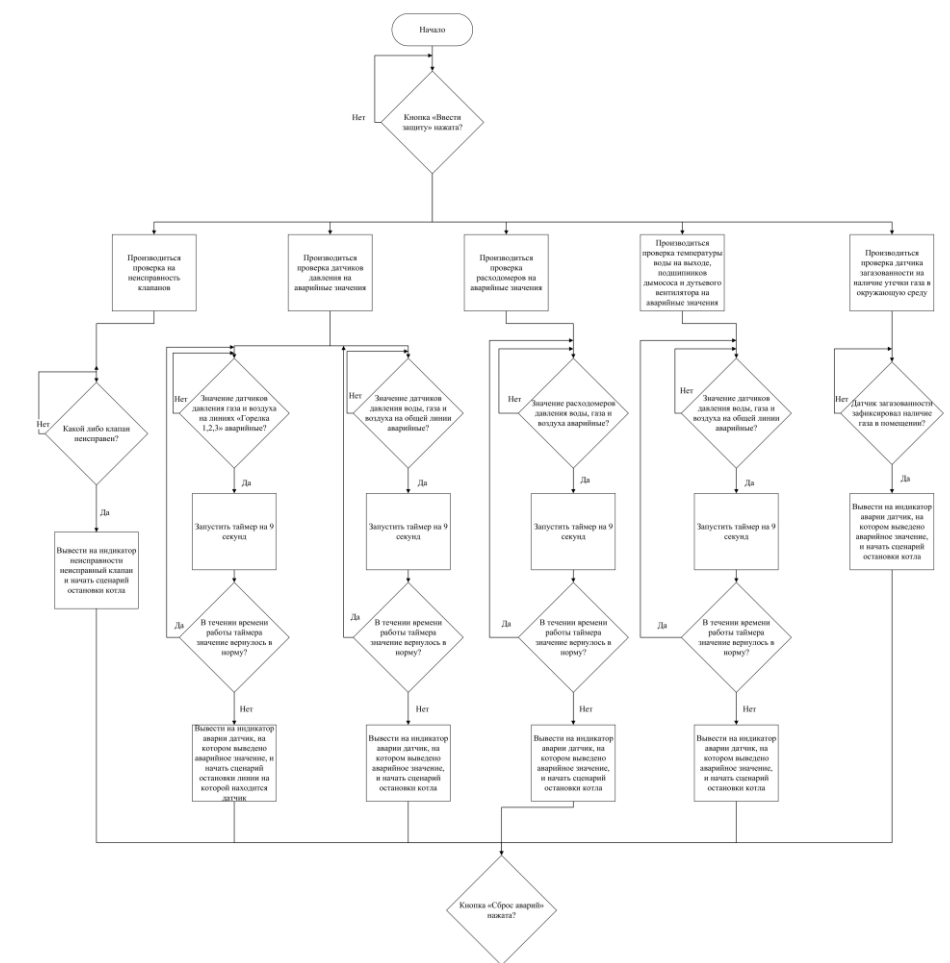 Начало
Нет
Кнопка «Ввести
защиту» нажата?
Производиться
проверка на
неисправность
клапанов
Производиться
проверка датчиков
давления на
аварийные значения
Производиться
проверка
расходомеров на
аварийные значения
Производиться
проверка температуры
воды на выходе,
подшипников
дымососа и дутьевого
вентилятора на
аварийные значения
Производиться
проверка датчика
загазованности на
наличие утечки газа в
окружающую среду
Нет
Какой либо клапан
неисправен?
Нет
Значение датчиков
давления газа и воздуха
на линиях «Горелка
1,2,3» аварийные?
Нет
Значение датчиков
давления воды, газа и
воздуха на общей линии
аварийные?
Нет
Значение расходомеров
давления воды, газа и
воздуха аварийные?
Нет
Значение датчиков
давления воды, газа и
воздуха на общей линии
аварийные?
Нет
Датчик загазованности
зафиксировал наличие
газа в помещении?
Да
Да
Да
Да
Да
Да
Вывести на индикатор
неисправности
неисправный клапан
и начать сценарий
остановки котла
Запустить таймер на 9
секунд
Запустить таймер на 9
секунд
Запустить таймер на 9
секунд
Запустить таймер на 9
секунд
Вывести на индикатор
аварии датчик, на
котором выведено
аварийное значение,
и начать сценарий
остановки котла
Да
В течении времени
работы таймера
значение вернулось в
норму?
Да
В течении времени
работы таймера
значение вернулось в
норму?
Да
В течении времени
работы таймера
значение вернулось в
норму?
Да
В течении времени
работы таймера
значение вернулось в
норму?
Нет
Нет
Нет
Нет
Вывести на индикатор
аварии датчик, на
котором выведено
аварийное значение, и
начать сценарий
остановки линии на
которой находится
датчик
Вывести на индикатор
аварии датчик, на
котором выведено
аварийное значение,
и начать сценарий
остановки котла
Вывести на индикатор
аварии датчик, на
котором выведено
аварийное значение,
и начать сценарий
остановки котла
Вывести на индикатор
аварии датчик, на
котором выведено
аварийное значение,
и начать сценарий
остановки котла
Кнопка «Сброс аварий»
нажата?